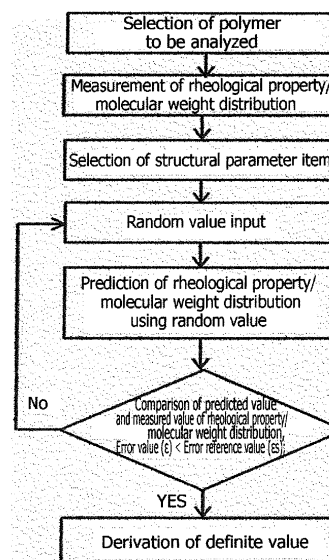 Selection of polymer
to be analyzed
Measurement of rheological property/
molecular weight distribution
Selection of structural parameter item
Random value input
Prediction of rheological property/
molecular weight distribution
using random value
No
Comparison of predicted value
and measured value of rheological property/
molecular weight distribution,
Error value (ε) < Error reference value (εs);
YES
Derivation of definite value